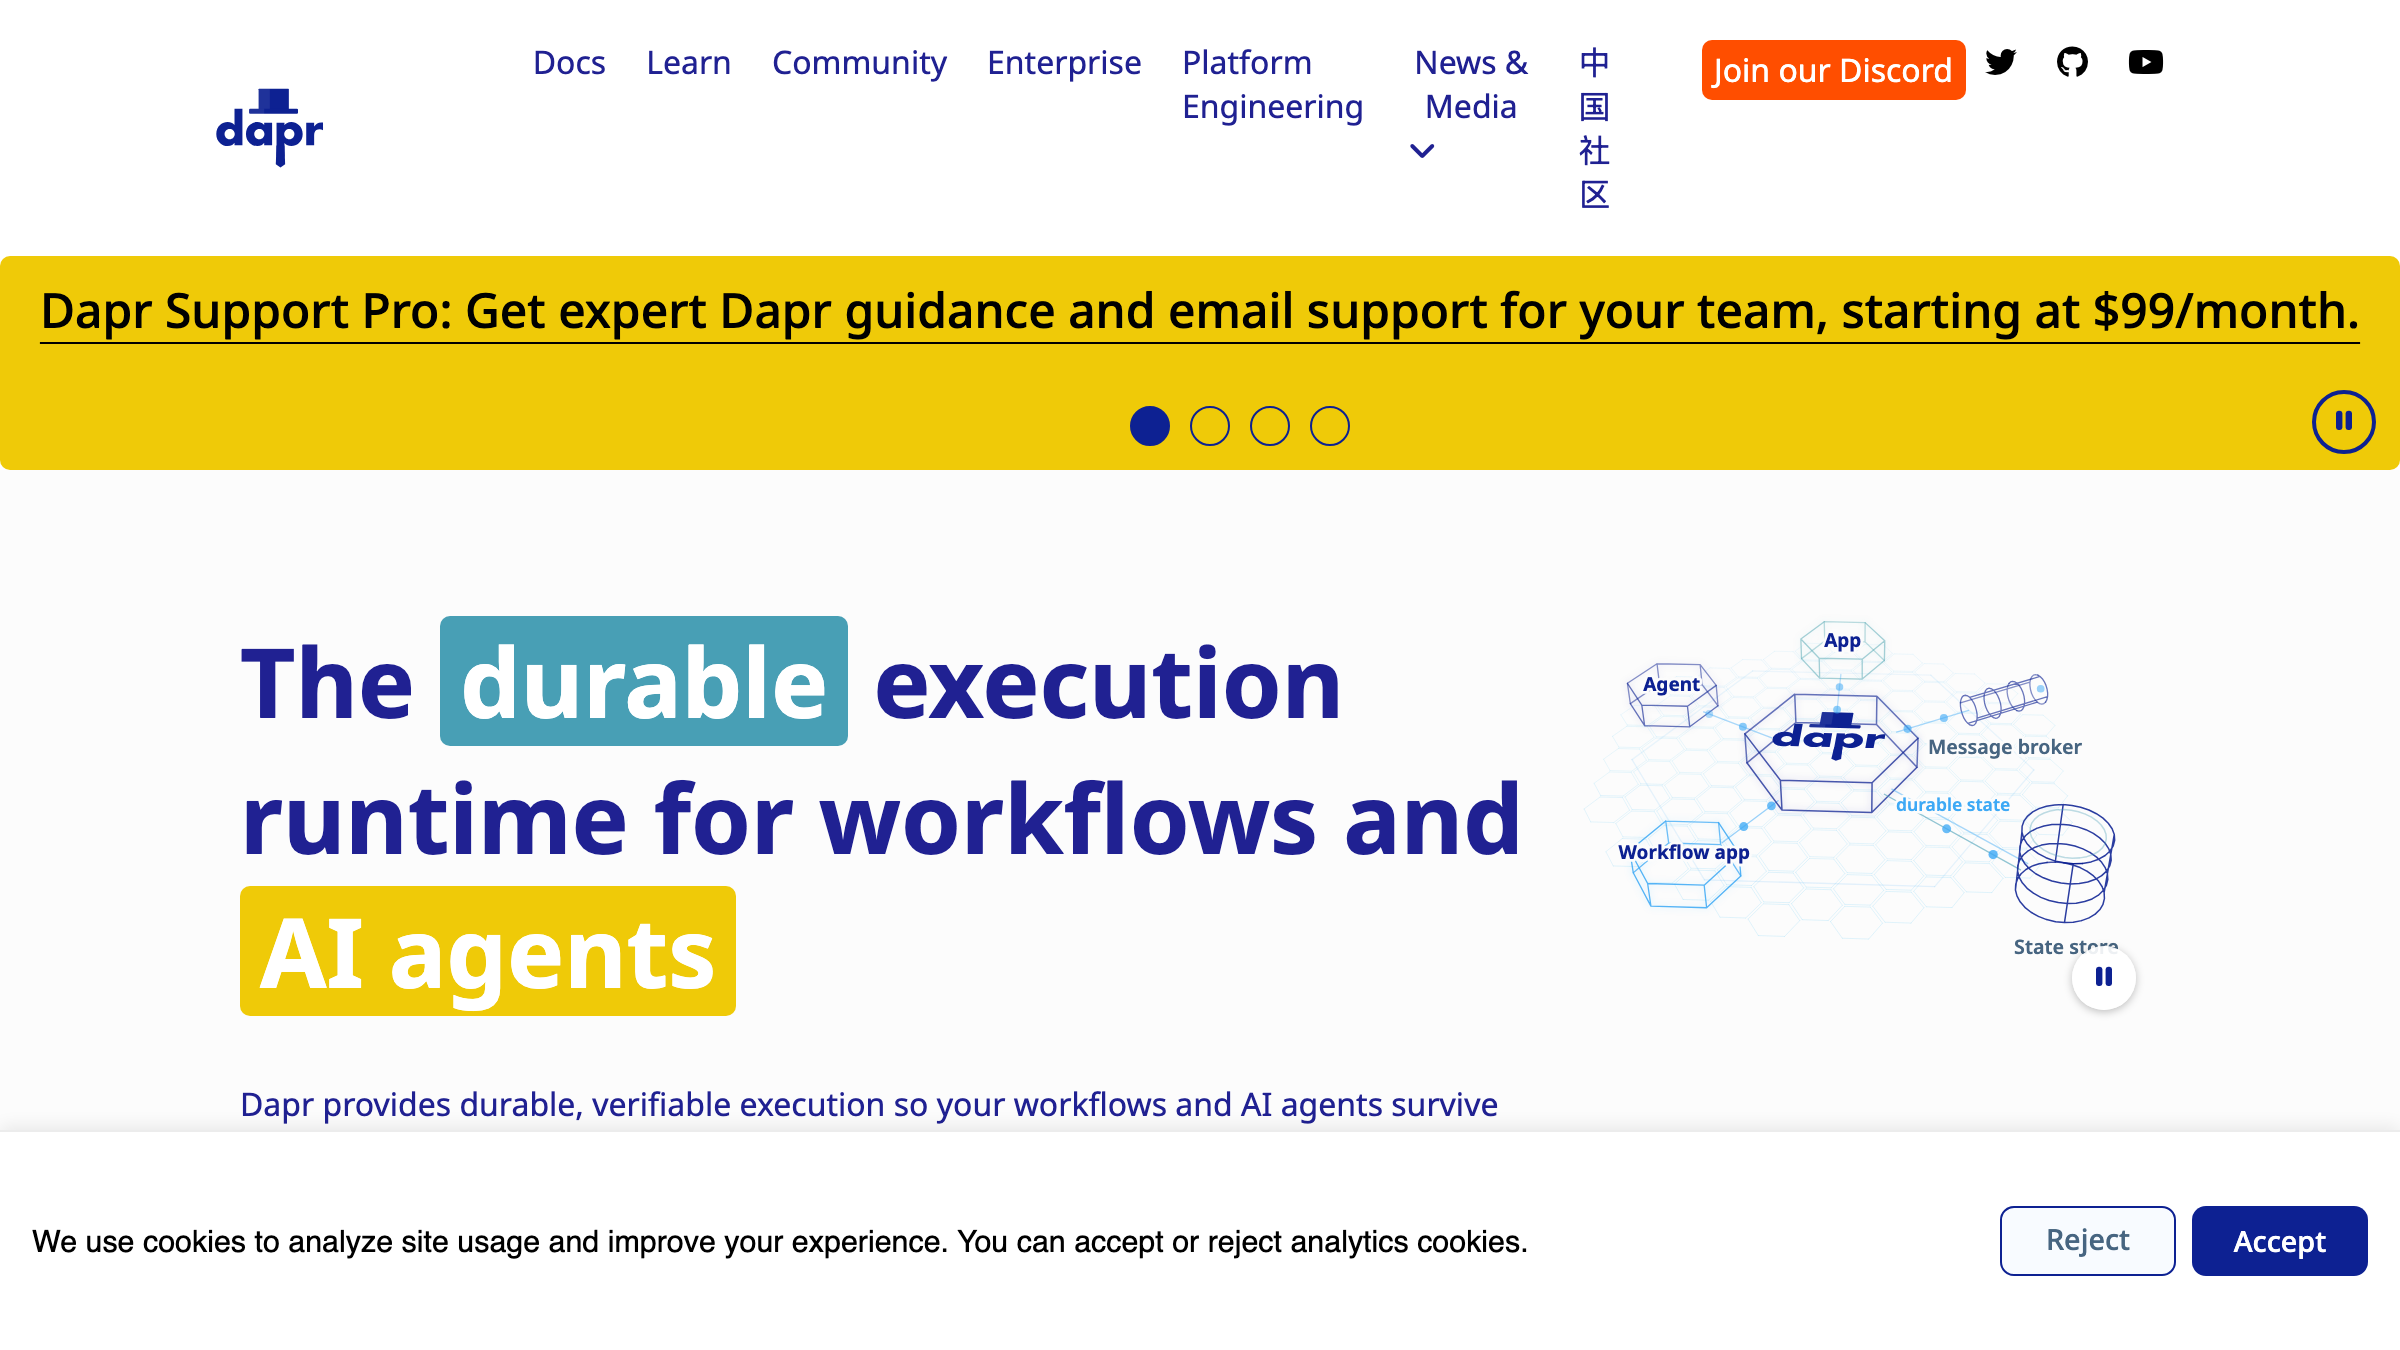 dapr
Docs
Learn
Community
Enterprise
Platform
Engineering
News &
Media
中
国
社
区
Join our Discord
Dapr Support Pro: Get expert Dapr guidance and email support for your team, starting at $99/month.
The durable execution
runtime for workflows and
AI agents
App
Agent
dapr
Message broker
durable state
Workflow app
State store
Dapr provides durable, verifiable execution so your workflows and AI agents survive
We use cookies to analyze site usage and improve your experience. You can accept or reject analytics cookies.
Reject
Accept